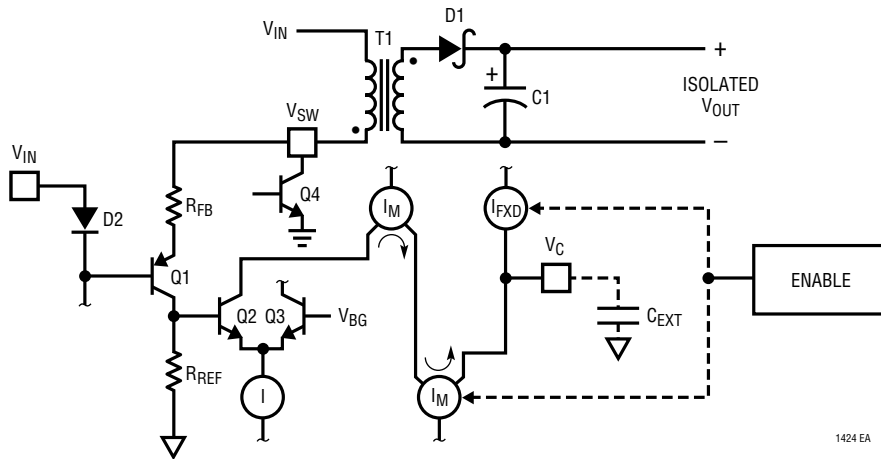 D1
V_IN
T1
+
+
C1
ISOLATED
V_OUT
V_SW
−
V_IN
R_FB
Q4
I_M
I_FXD
D2
V_C
ENABLE
Q1
Q2
Q3
V_BG
C_EXT
R_REF
I
I_M
1424 EA